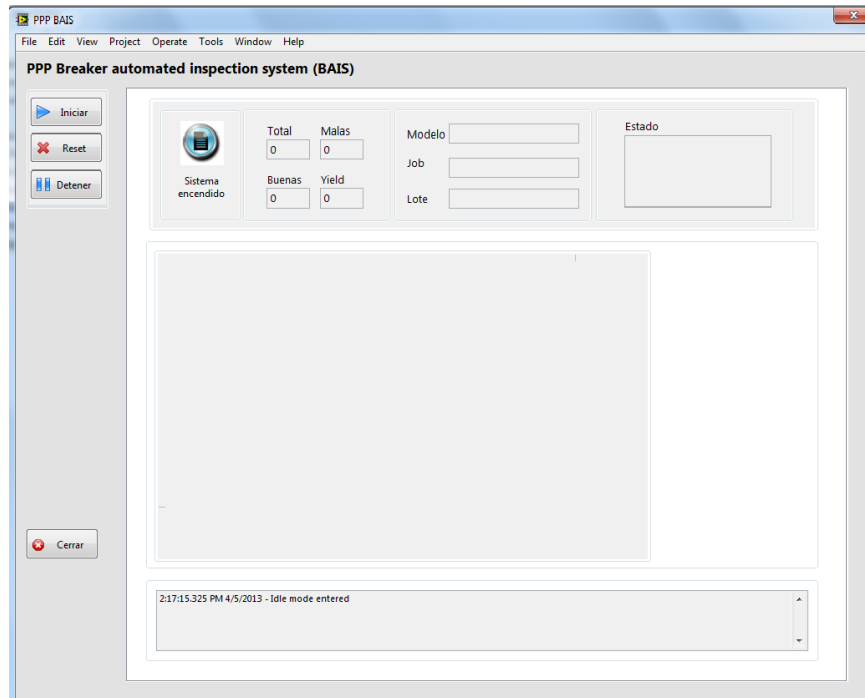 PPP BAIS
File Edit View Project Operate Tools Window Help
PPP Breaker automated inspection system (BAIS)
Iniciar
Reset
Detener
Cerrar
Sistema
encendido
Total Malas
0 0
Buenas Yield
0 0
Modelo
Job
Lote
Estado
2:17:15.325 PM 4/5/2013 - Idle mode entered